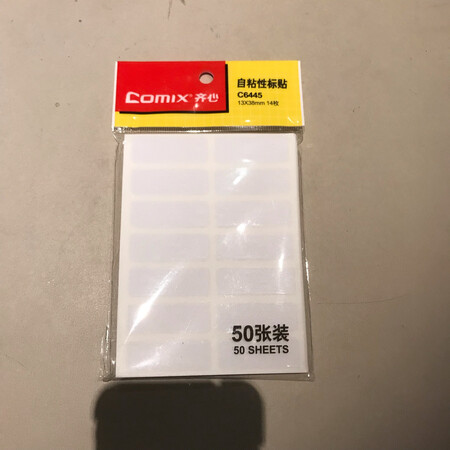 Comix® 齐心
自粘性标贴
C6445
13X38mm 14枚
50张装
50 SHEETS